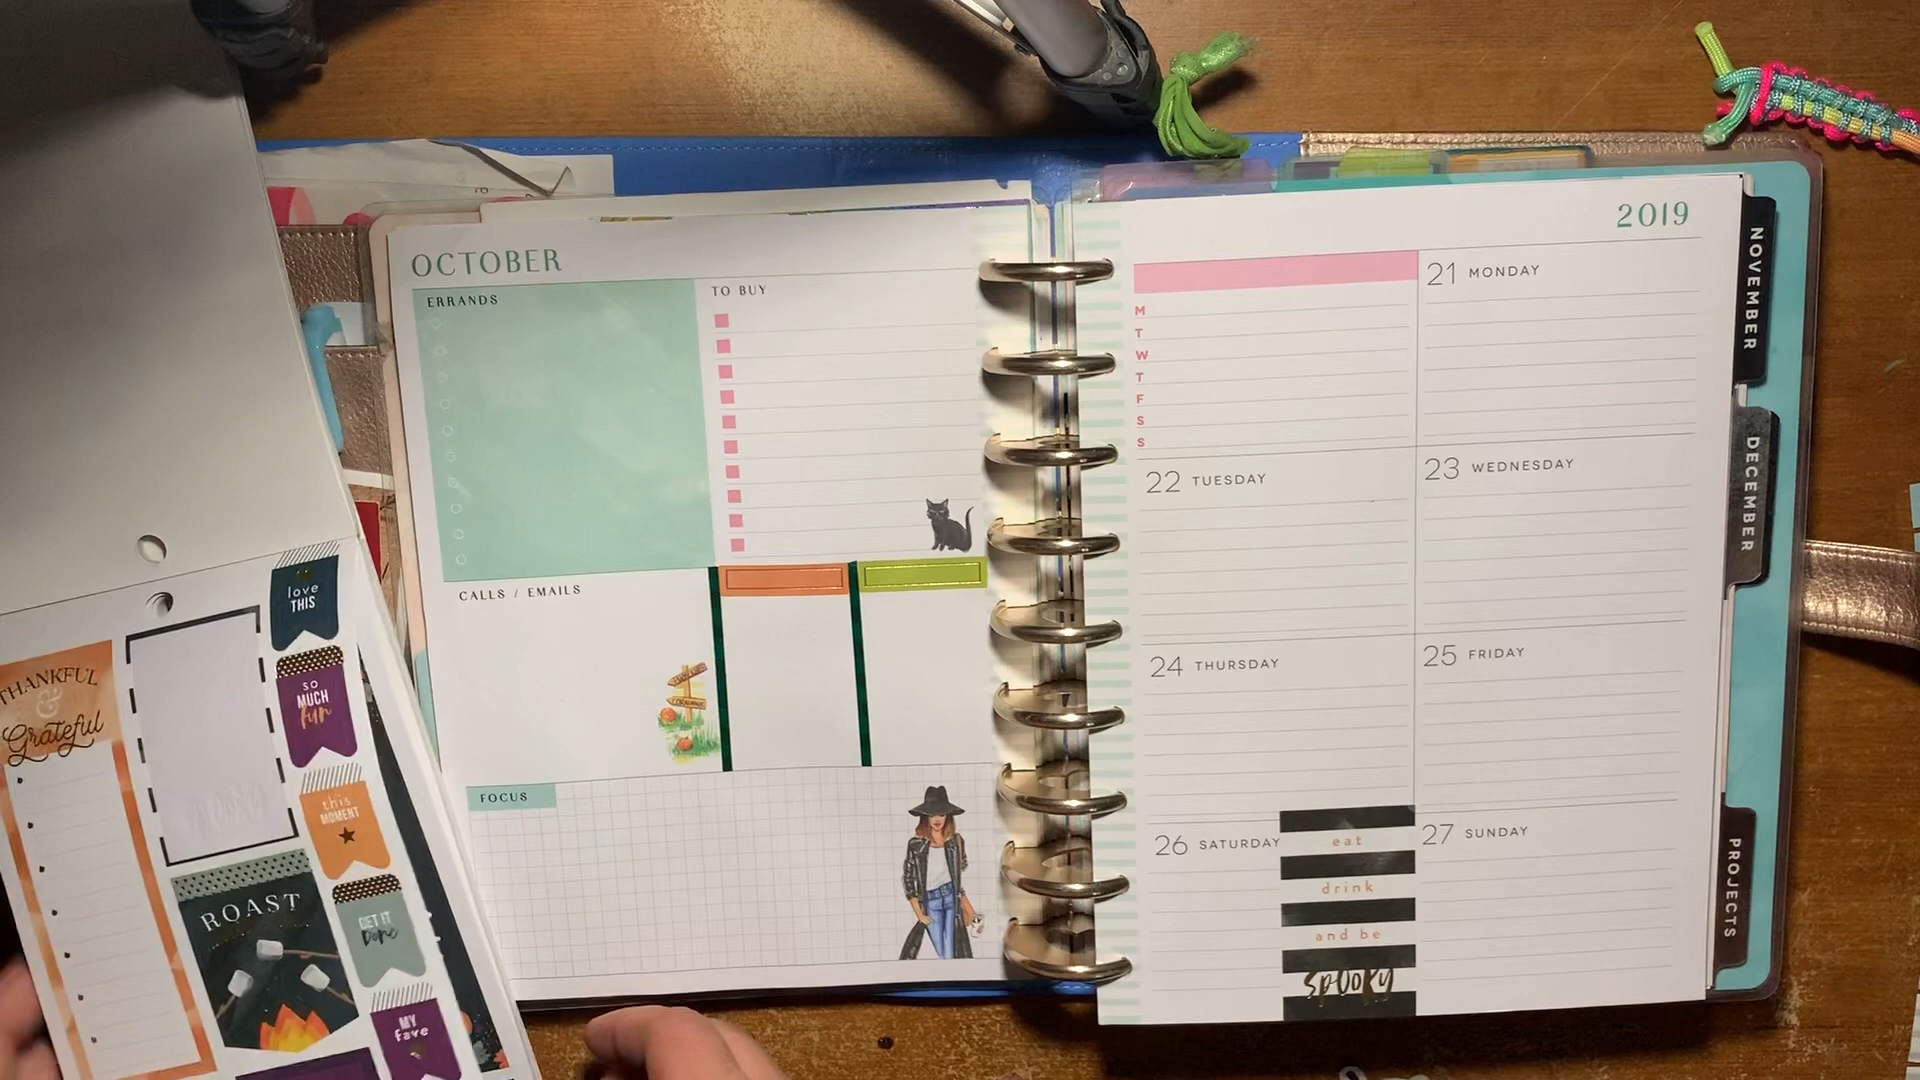 OCTOBER
ERRANDS
TO BUY
CALLS / EMAILS
FOCUS
2019
M
T
W
T
F
S
S
21 MONDAY
22 TUESDAY
23 WEDNESDAY
24 THURSDAY
25 FRIDAY
26 SATURDAY
27 SUNDAY
eat
drink
and be
spooky
NOVEMBER
DECEMBER
PROJECTS
THANKFUL
&
Grateful
ROAST
love
THIS
SO
MUCH
fun
this
MOMENT
GET IT
Done
MY
fave